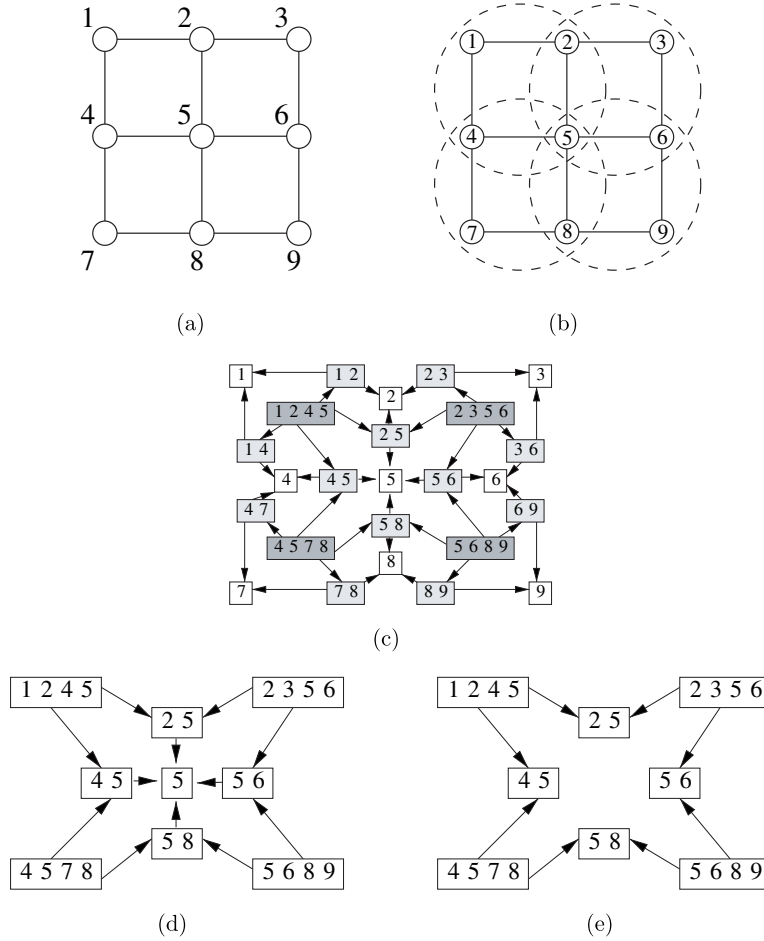 1 2 3
4 5 6
7 8 9
(a)
1 2 3
4 5 6
7 8 9
(b)
1 1 2 2 3 3
2
1 2 4 5 2 3 5 6
2 5
1 4 3 6
4 4 5 5 5 6 6
4 7 6 9
5 8
4 5 7 8 5 6 8 9
8
7 7 8 8 9 9
(c)
1 2 4 5 2 3 5 6
2 5
4 5 5 5 6
5 8
4 5 7 8 5 6 8 9
(d)
1 2 4 5 2 3 5 6
2 5
4 5 5 6
5 8
4 5 7 8 5 6 8 9
(e)